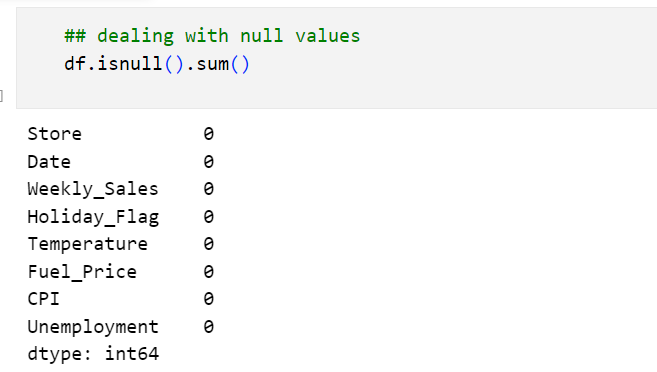 ## dealing with null values
df.isnull().sum()
]
Store 0
Date 0
Weekly_Sales 0
Holiday_Flag 0
Temperature 0
Fuel_Price 0
CPI 0
Unemployment 0
dtype: int64